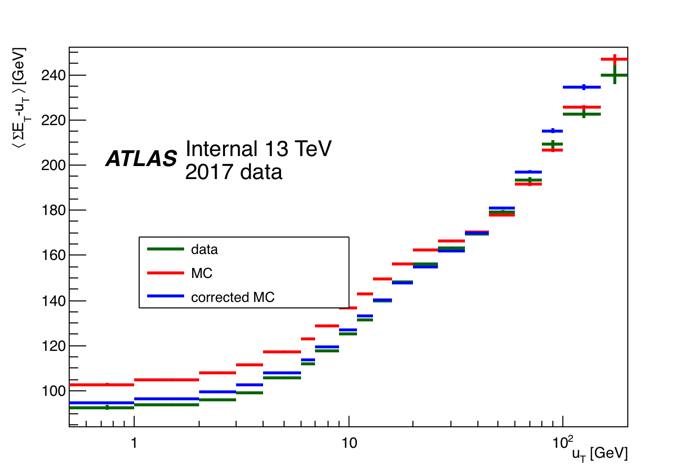 ⟨ ΣE_T-u_T ⟩ [GeV]
240
220
200
180
160
140
120
100
ATLAS Internal 13 TeV
2017 data
data
MC
corrected MC
1
10
10²
u_T [GeV]